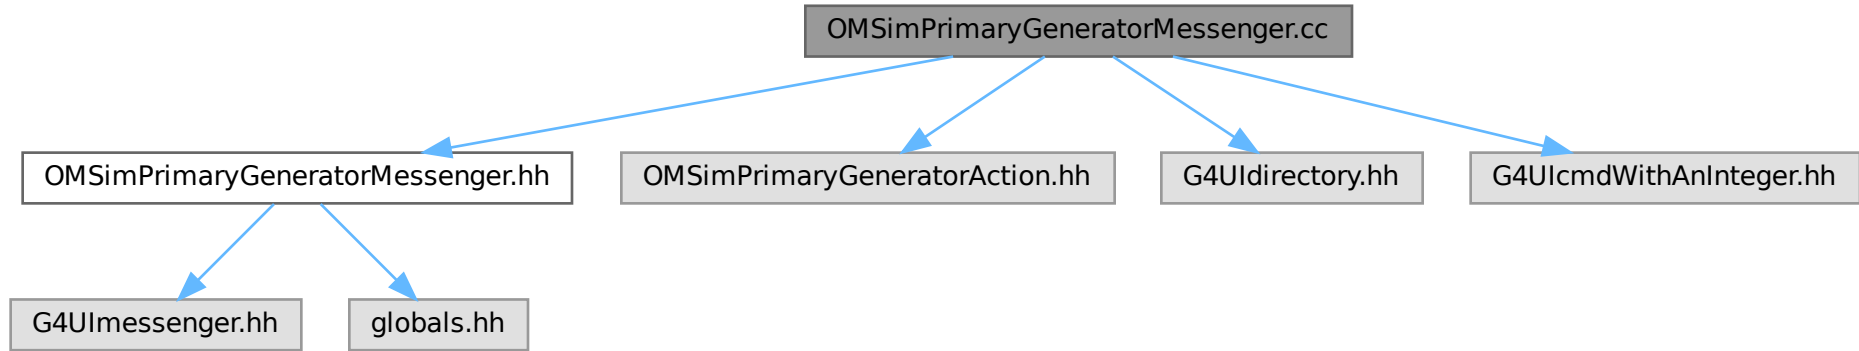 OMSimPrimaryGeneratorMessenger.cc
OMSimPrimaryGeneratorMessenger.hh
OMSimPrimaryGeneratorAction.hh
G4UIdirectory.hh
G4UIcmdWithAnInteger.hh
G4UImessenger.hh
globals.hh